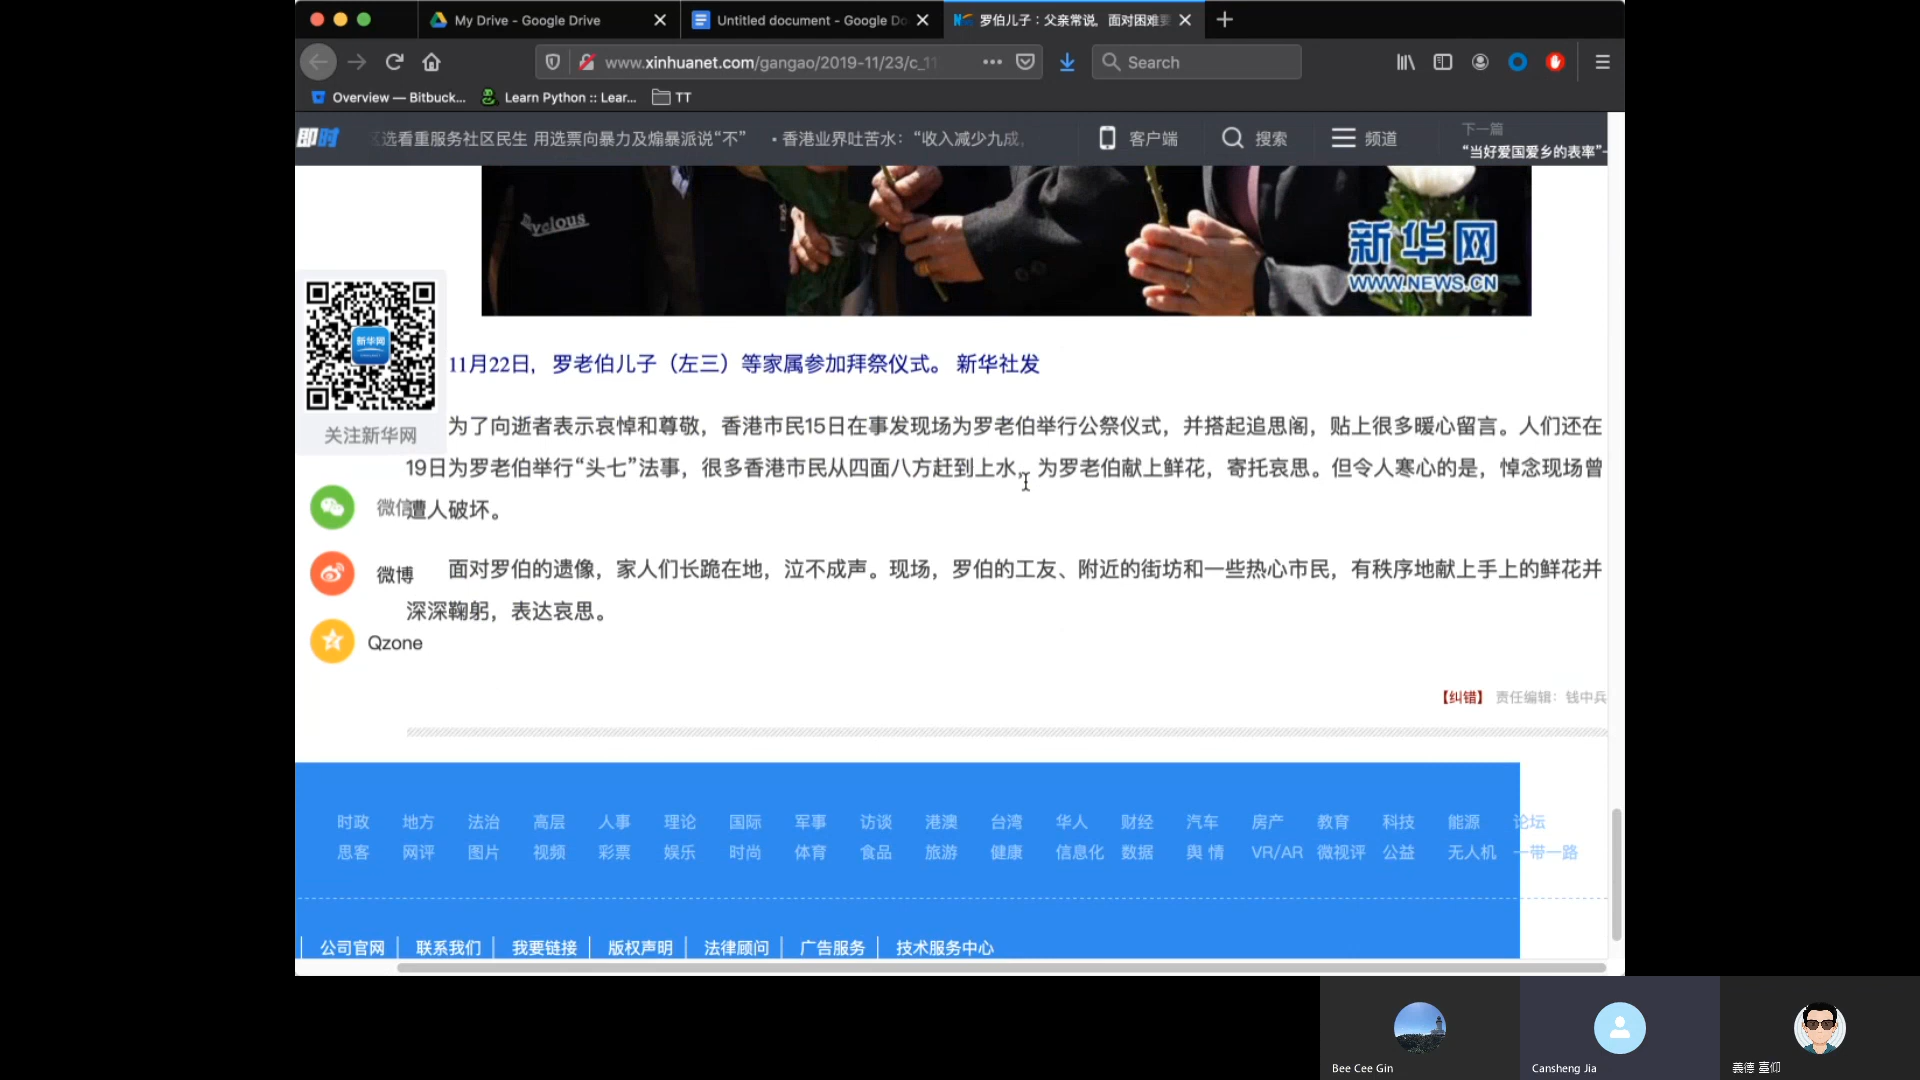 My Drive - Google Drive
Untitled document - Google Do
罗伯儿子：父亲常说，面对困难要
www.xinhuanet.com/gangao/2019-11/23/c_11
Search
Overview — Bitbuck...
Learn Python :: Lear...
TT
即时
区选看重服务社区民生 用选票向暴力及煽暴派说“不”
· 香港业界吐苦水：“收入减少九成，
客户端
搜索
频道
下一篇
“当好爱国爱乡的表率”-
Vcious
新华网
WWW.NEWS.CN
新华网
关注新华网
11月22日，罗老伯儿子（左三）等家属参加拜祭仪式。 新华社发
为了向逝者表示哀悼和尊敬，香港市民15日在事发现场为罗老伯举行公祭仪式，并搭起追思阁，贴上很多暖心留言。人们还在
19日为罗老伯举行“头七”法事，很多香港市民从四面八方赶到上水，为罗老伯献上鲜花，寄托哀思。但令人寒心的是，悼念现场曾
微信
遭人破坏。
微博
面对罗伯的遗像，家人们长跪在地，泣不成声。现场，罗伯的工友、附近的街坊和一些热心市民，有秩序地献上手上的鲜花并
深深鞠躬，表达哀思。
Qzone
【纠错】 责任编辑：钱中兵
时政 地方 法治 高层 人事 理论 国际 军事 访谈 港澳 台湾 华人 财经 汽车 房产 教育 科技 能源 论坛
思客 网评 图片 视频 彩票 娱乐 时尚 体育 食品 旅游 健康 信息化 数据 舆 情 VR/AR 微视评 公益 无人机 一带一路
公司官网 | 联系我们 | 我要链接 | 版权声明 | 法律顾问 | 广告服务 | 技术服务中心
Bee Cee Gin
Cansheng Jia